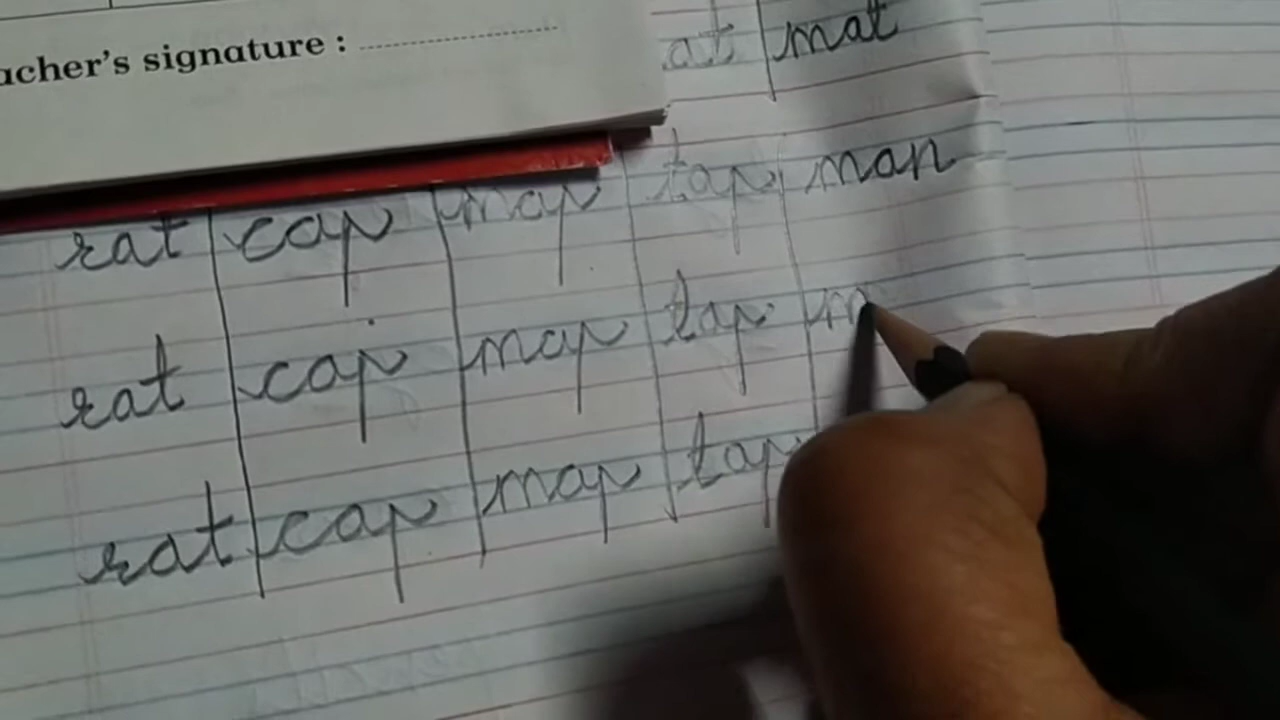 acher's signature :
at mat
rat cap map tap man
rat cap map tap m
rat cap map tap